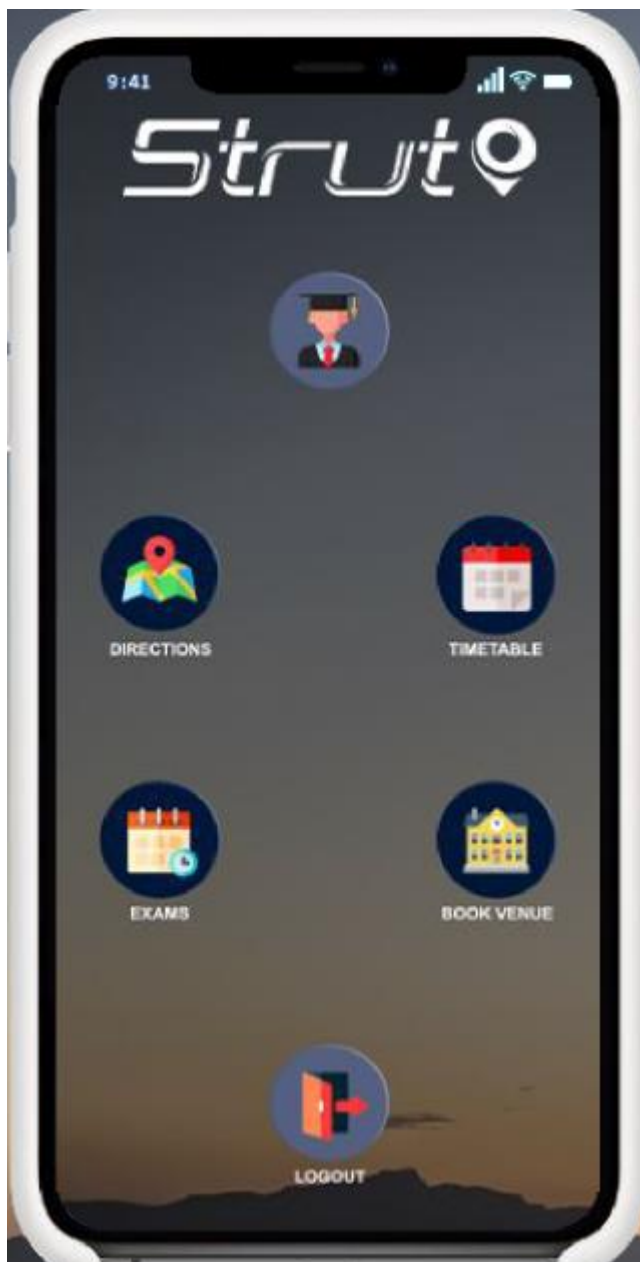 9:41
Strut
DIRECTIONS
TIMETABLE
EXAMS
BOOK VENUE
LOGOUT